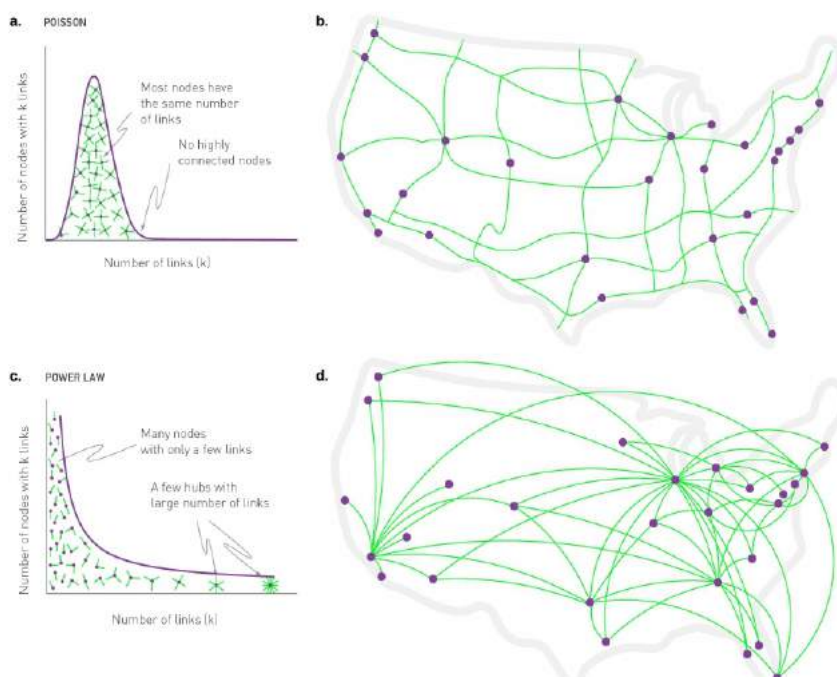 a. POISSON
Number of nodes with k links
Most nodes have
the same number
of links
No highly
connected nodes
Number of links (k)
b.
c. POWER LAW
Number of nodes with k links
Many nodes
with only a few links
A few hubs with
large number of links
Number of links (k)
d.